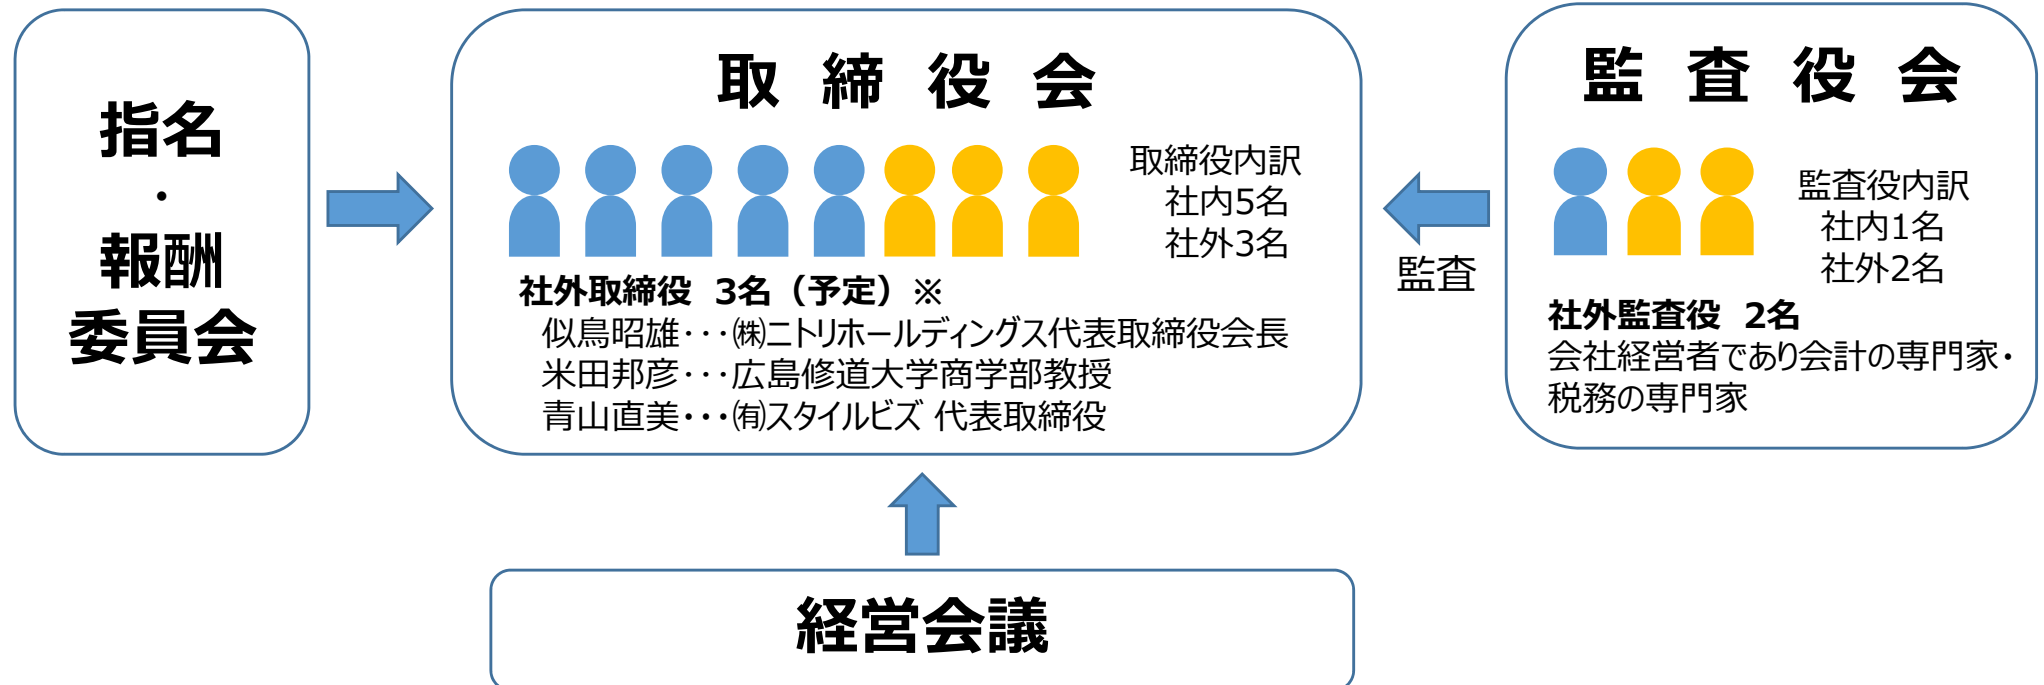 指名
・
報酬
委員会
取 締 役 会
取締役内訳
社内5名
社外3名
社外取締役 3名（予定）※
似鳥昭雄･･･㈱ニトリホールディングス代表取締役会長
米田邦彦･･･広島修道大学商学部教授
青山直美･･･㈲スタイルビズ 代表取締役
監査
監 査 役 会
監査役内訳
社内1名
社外2名
社外監査役 2名
会社経営者であり会計の専門家・
税務の専門家
経営会議